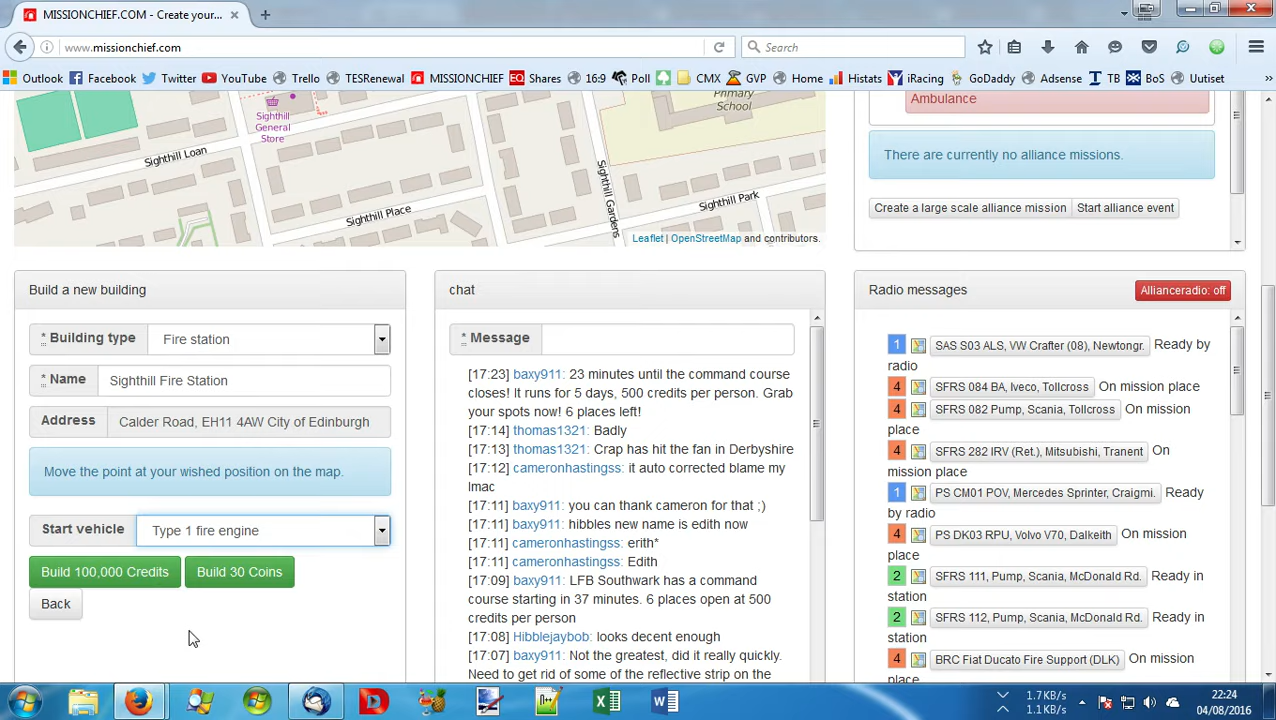 MISSIONCHIEF.COM - Create your...
www.missionchief.com
Search
Outlook Facebook Twitter YouTube Trello TESRenewal MISSIONCHIEF Shares 16:9 Poll CMX GVP Home Histats iRacing GoDaddy Adsense TB BoS Uutiset »
Sighthill General Store
Primary School
Sighthill Loan
Sighthill Place
Sighthill Gardens
Sighthill Park
Leaflet | OpenStreetMap and contributors.
Ambulance
There are currently no alliance missions.
Create a large scale alliance mission Start alliance event
Build a new building
* Building type Fire station
* Name Sighthill Fire Station
Address Calder Road, EH11 4AW City of Edinburgh
Move the point at your wished position on the map.
Start vehicle Type 1 fire engine
Build 100,000 Credits Build 30 Coins
Back
chat
* Message
[17:23] baxy911: 23 minutes until the command course
closes! It runs for 5 days, 500 credits per person. Grab
your spots now! 6 places left!
[17:14] thomas1321: Badly
[17:13] thomas1321: Crap has hit the fan in Derbyshire
[17:12] cameronhastingss: it auto corrected blame my
Imac
[17:11] baxy911: you can thank cameron for that ;)
[17:11] baxy911: hibbles new name is edith now
[17:11] cameronhastingss: erith*
[17:11] cameronhastingss: Edith
[17:09] baxy911: LFB Southwark has a command
course starting in 37 minutes. 6 places open at 500
credits per person
[17:08] Hibblejaybob: looks decent enough
[17:07] baxy911: Not the greatest, did it really quickly.
Need to get rid of some of the reflective strip on the
Radio messages
Allianceradio: off
1 SAS S03 ALS, VW Crafter (08), Newtongr. Ready by
radio
4 SFRS 084 BA, Iveco, Tollcross On mission place
4 SFRS 082 Pump, Scania, Tollcross On mission
place
4 SFRS 282 IRV (Ret.), Mitsubishi, Tranent On
mission place
1 PS CM01 POV, Mercedes Sprinter, Craigmi. Ready
by radio
4 PS DK03 RPU, Volvo V70, Dalkeith On mission
place
2 SFRS 111, Pump, Scania, McDonald Rd. Ready in
station
2 SFRS 112, Pump, Scania, McDonald Rd. Ready in
station
4 BRC Fiat Ducato Fire Support (DLK) On mission
place
1.7KB/s
1.1KB/s
22:24
04/08/2016